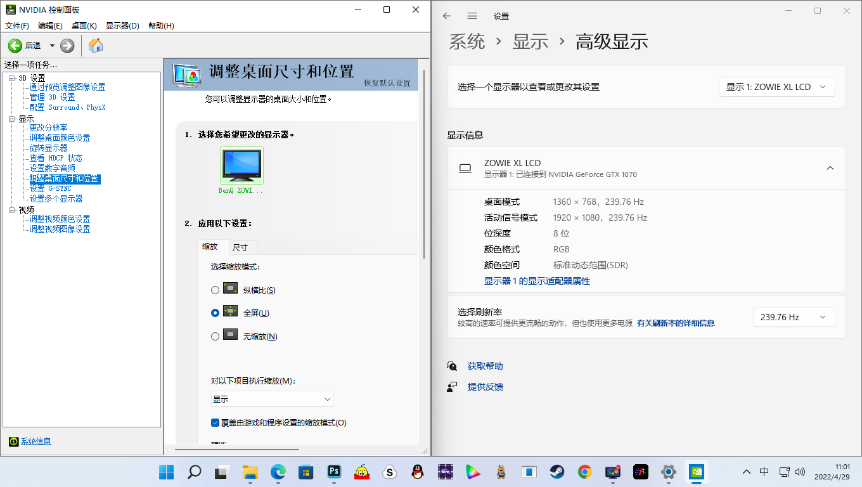 NVIDIA 控制面板
文件(F) 编辑(E) 桌面(K) 显示器(D) 帮助(H)
后退
选择一项任务...
3D 设置
通过预览调整图像设置
管理 3D 设置
配置 Surround、PhysX
显示
更改分辨率
调整桌面颜色设置
旋转显示器
查看 HDCP 状态
设置数字音频
调整桌面尺寸和位置
设置 G-SYNC
设置多个显示器
视频
调整视频颜色设置
调整视频图像设置
系统信息
调整桌面尺寸和位置
恢复默认设置
您可以调整显示器的桌面大小和位置。
1. 选择您希望更改的显示器。
BenQ ZOWI...
2. 应用以下设置:
缩放 尺寸
选择缩放模式:
纵横比(S)
全屏(U)
无缩放(N)
对以下项目执行缩放(M):
显示
覆盖由游戏和程序设置的缩放模式(O)
设置
系统 › 显示 › 高级显示
选择一个显示器以查看或更改其设置
显示 1: ZOWIE XL LCD
显示信息
ZOWIE XL LCD
显示器 1: 已连接到 NVIDIA GeForce GTX 1070
桌面模式 1360 × 768，239.76 Hz
活动信号模式 1920 × 1080，239.76 Hz
位深度 8 位
颜色格式 RGB
颜色空间 标准动态范围(SDR)
显示器 1 的显示适配器属性
选择刷新率
较高的速率可提供更流畅的动作，但也使用更多电源 有关刷新率的详细信息
239.76 Hz
获取帮助
提供反馈
Ps
S
中
11:01
2022/4/29